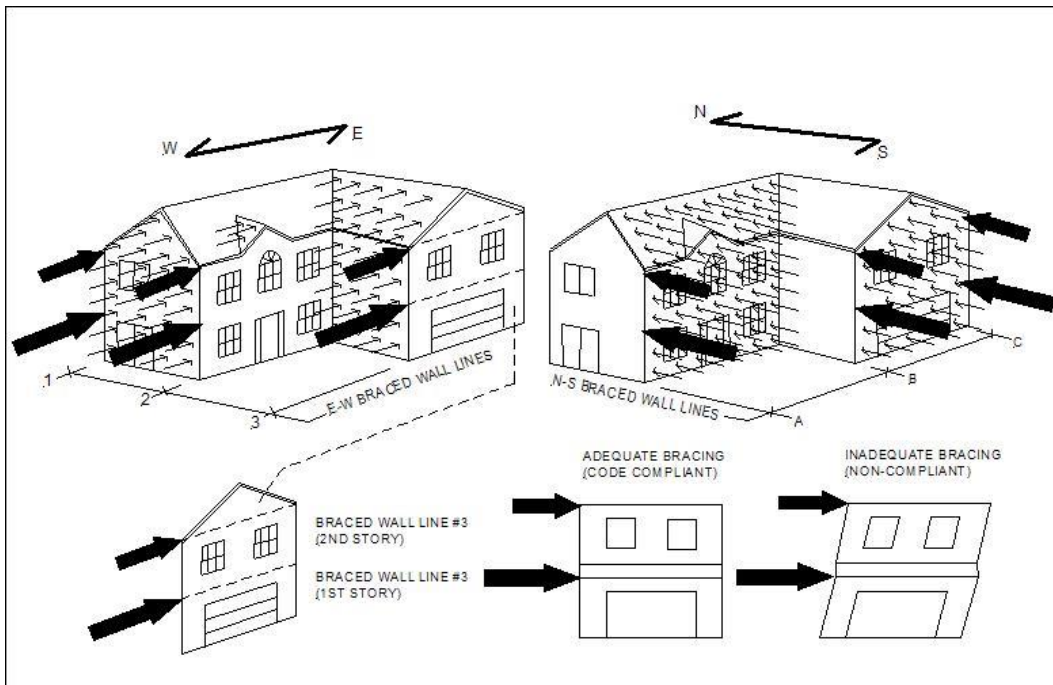 W
E
N
S
1
2
3
E-W BRACED WALL LINES
N-S BRACED WALL LINES
A
B
C
BRACED WALL LINE #3
(2ND STORY)
BRACED WALL LINE #3
(1ST STORY)
ADEQUATE BRACING
(CODE COMPLIANT)
INADEQUATE BRACING
(NON-COMPLIANT)